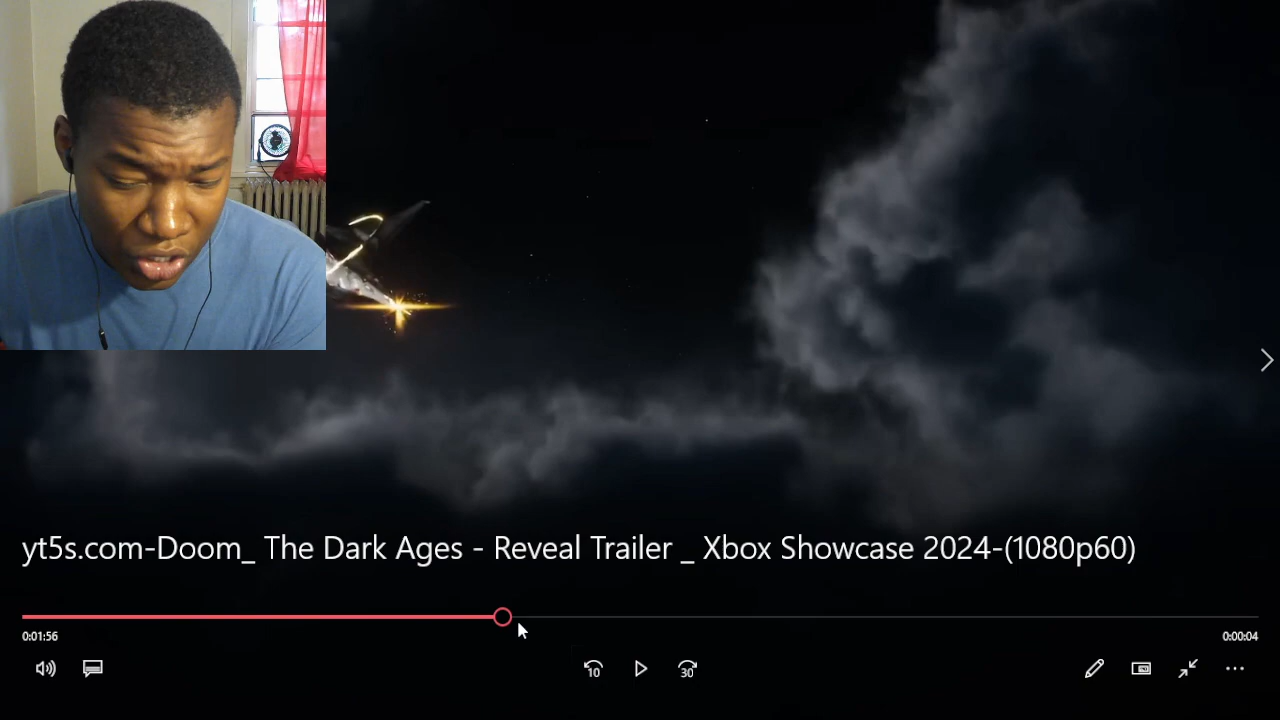 yt5s.com-Doom_ The Dark Ages - Reveal Trailer _ Xbox Showcase 2024-(1080p60)
0:01:56 0:00:04
10 30